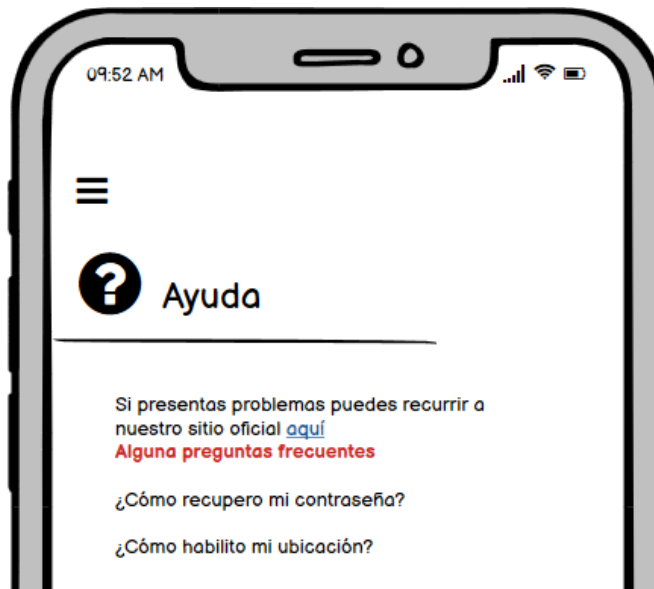 09:52 AM
Ayuda
Si presentas problemas puedes recurrir a
nuestro sitio oficial aquí
Alguna preguntas frecuentes
¿Cómo recupero mi contraseña?
¿Cómo habilito mi ubicación?